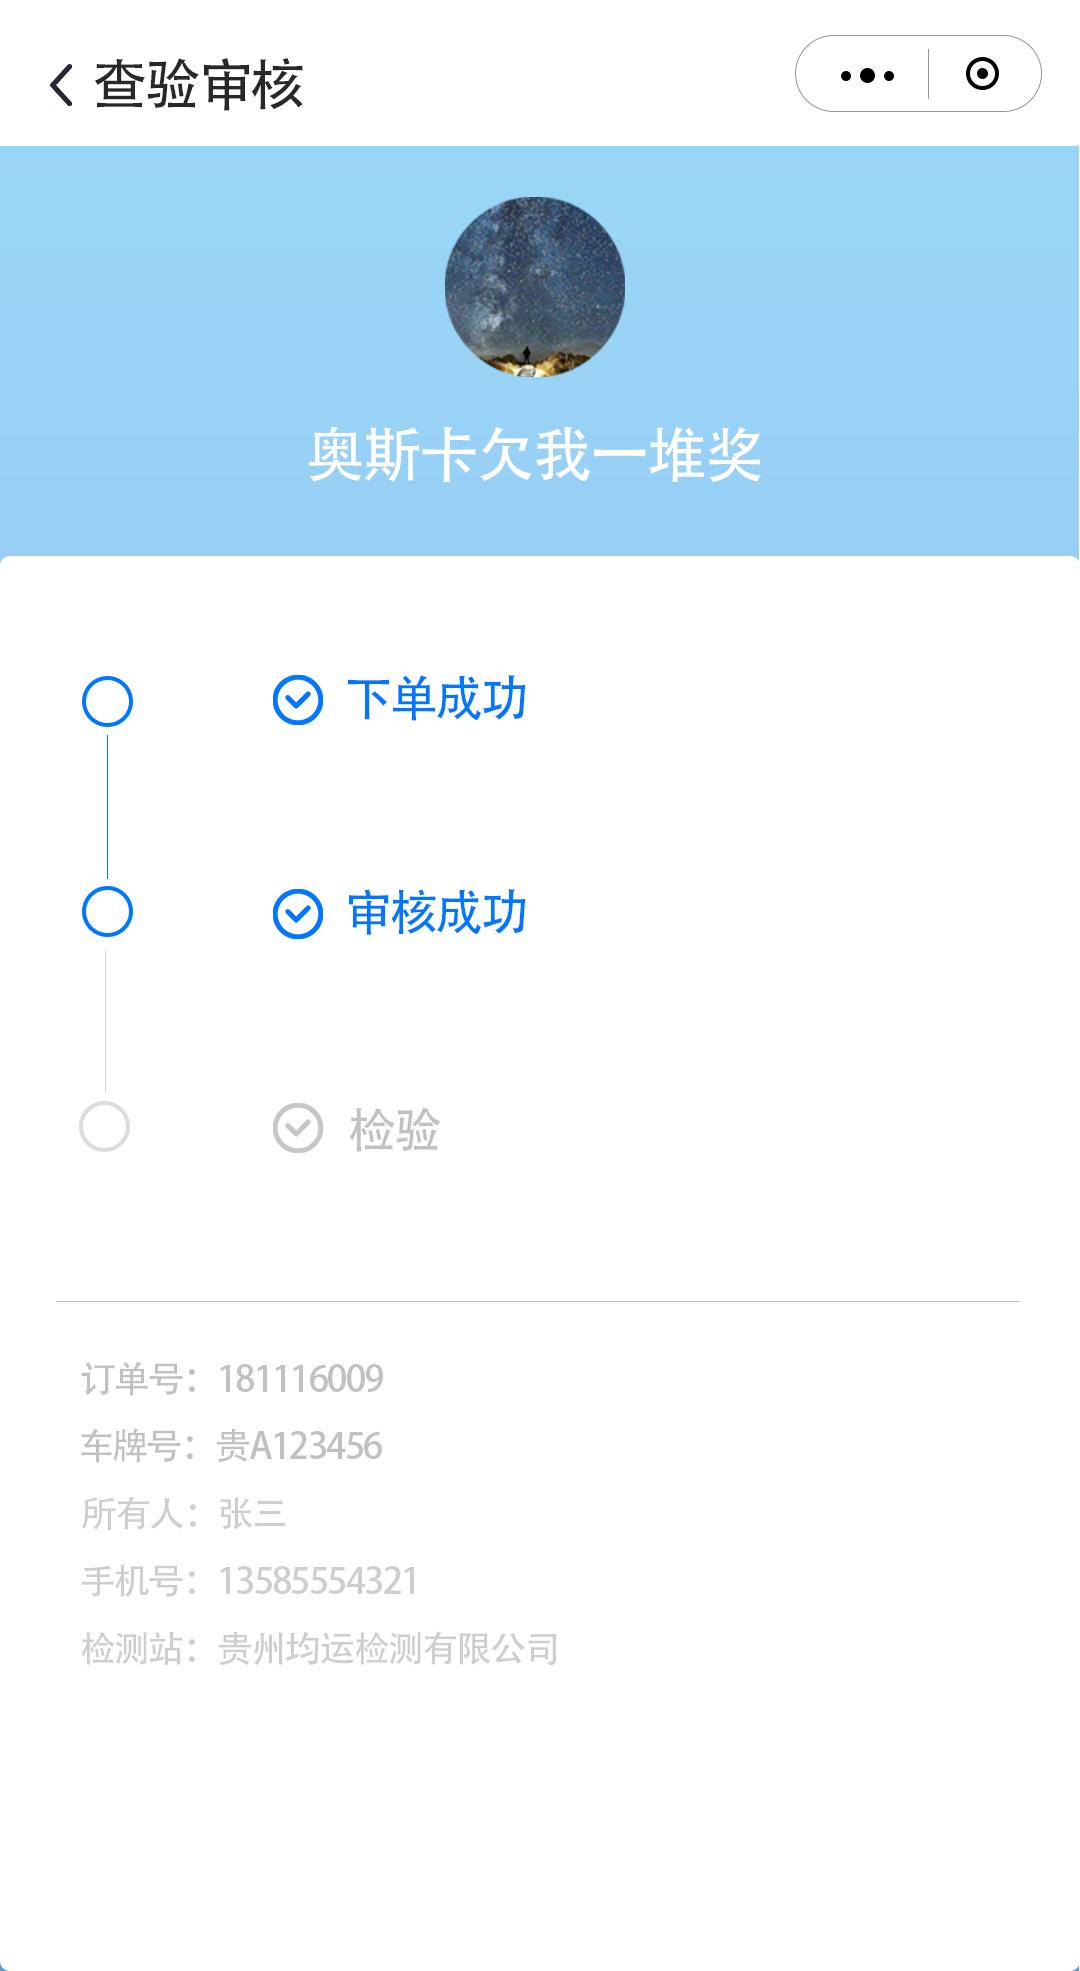 查验审核
奥斯卡欠我一堆奖
下单成功
审核成功
检验
订单号：181116009
车牌号：贵A123456
所有人：张三
手机号：13585554321
检测站：贵州均运检测有限公司